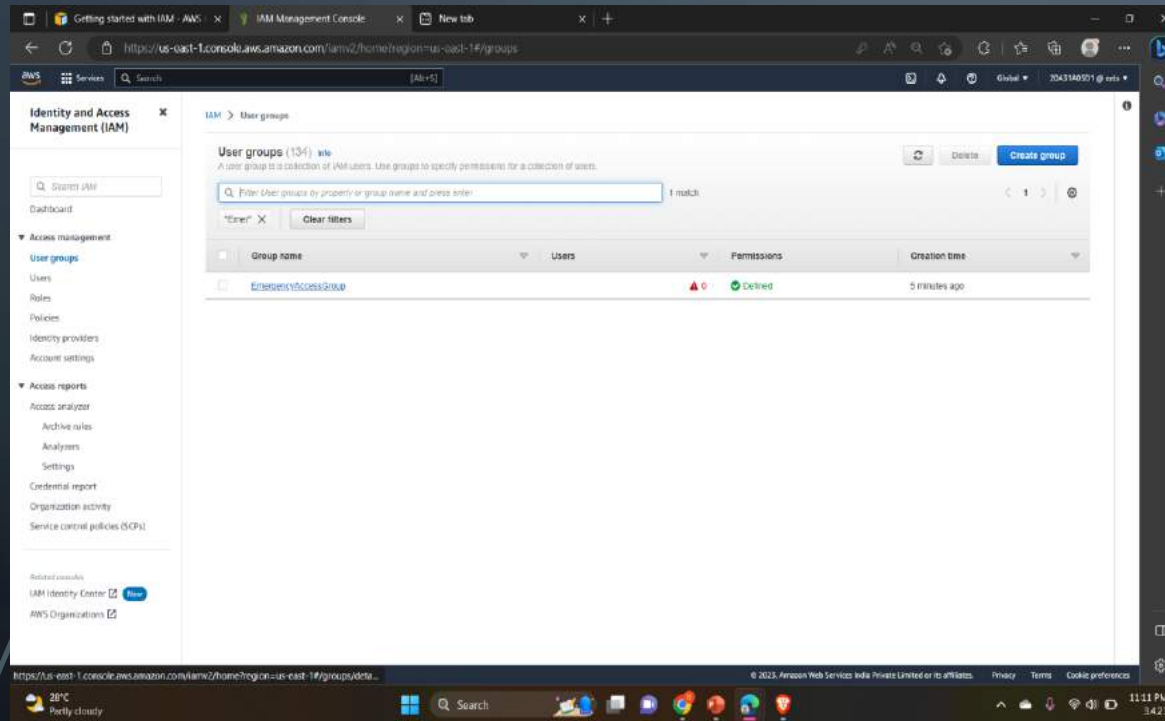 Getting started with IAM - AWS
IAM Management Console
New tab
https://us-east-1.console.aws.amazon.com/iamv2/home?region=us-east-1#/groups
aws
Services
Search
[Alt+S]
Global
20431A0501 @
Identity and Access
Management (IAM)
Search IAM
Dashboard
Access management
User groups
Users
Roles
Policies
Identity providers
Account settings
Access reports
Access analyzer
Archive rules
Analyzers
Settings
Credential report
Organization activity
Service control policies (SCPs)
Related consoles
IAM Identity Center New
AWS Organizations
IAM > User groups
User groups (134) Info
A user group is a collection of IAM users. Use groups to specify permissions for a collection of users.
Delete
Create group
Filter User groups by property or group name and press enter
1 match
1
"Emer" X
Clear filters
Group name Users Permissions Creation time
EmergencyAccessGroup 0 Defined 5 minutes ago
https://us-east-1.console.aws.amazon.com/iamv2/home?region=us-east-1#/groups/deta...
© 2023, Amazon Web Services India Private Limited or its affiliates.
Privacy Terms Cookie preferences
28°C
Partly cloudy
Search
11:11 PM